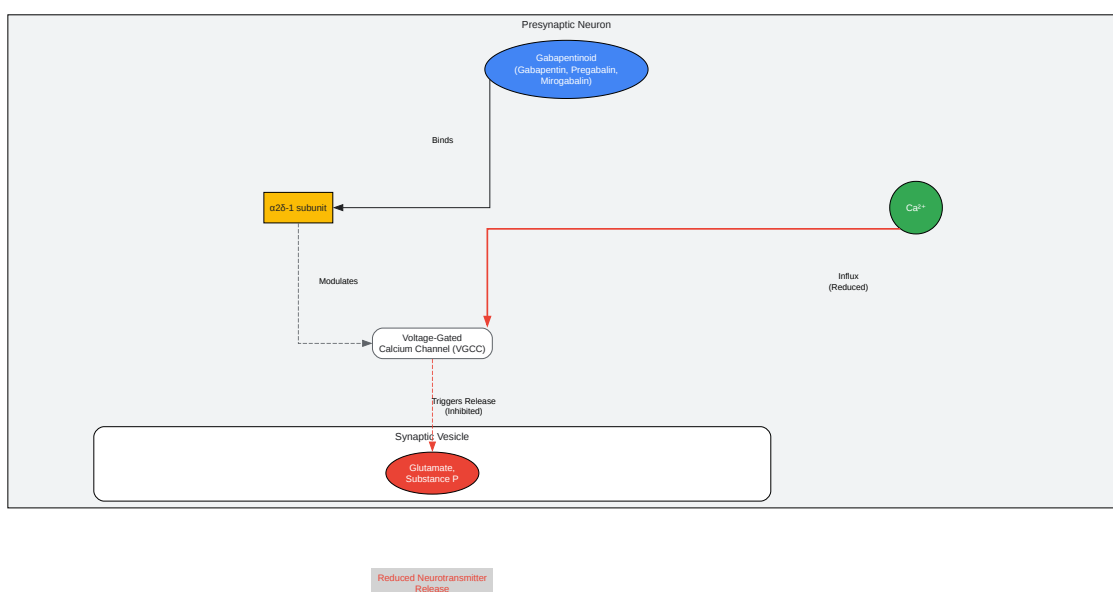 Presynaptic Neuron
Gabapentinoid
(Gabapentin, Pregabalin,
Mirogabalin)
Binds
α2δ-1 subunit
Ca²⁺
Modulates
Influx
(Reduced)
Voltage-Gated
Calcium Channel (VGCC)
Triggers Release
(Inhibited)
Synaptic Vesicle
Glutamate,
Substance P
Reduced Neurotransmitter
Release